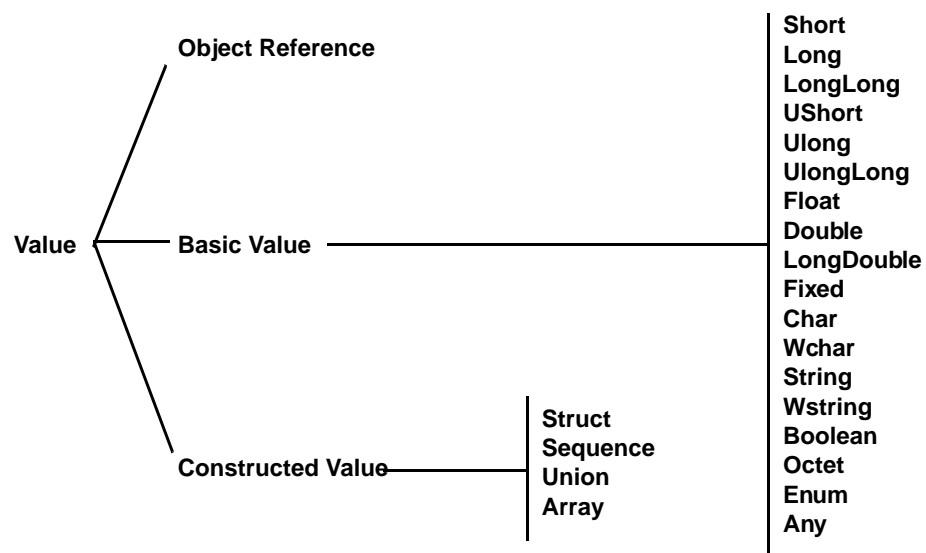 Object Reference
Value
Basic Value
Constructed Value
Struct
Sequence
Union
Array
Short
Long
LongLong
UShort
Ulong
UlongLong
Float
Double
LongDouble
Fixed
Char
Wchar
String
Wstring
Boolean
Octet
Enum
Any